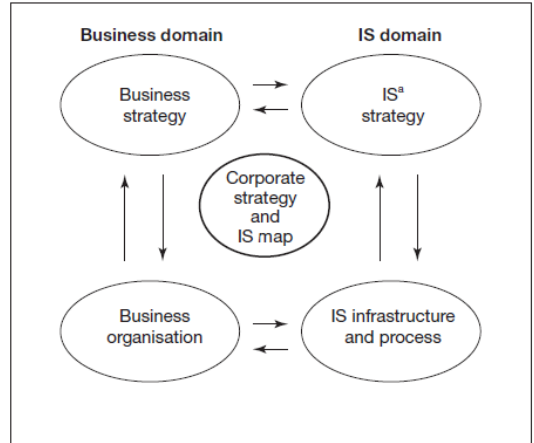 Business domain
IS domain
Business
strategy
ISᵃ
strategy
Corporate
strategy
and
IS map
Business
organisation
IS infrastructure
and process